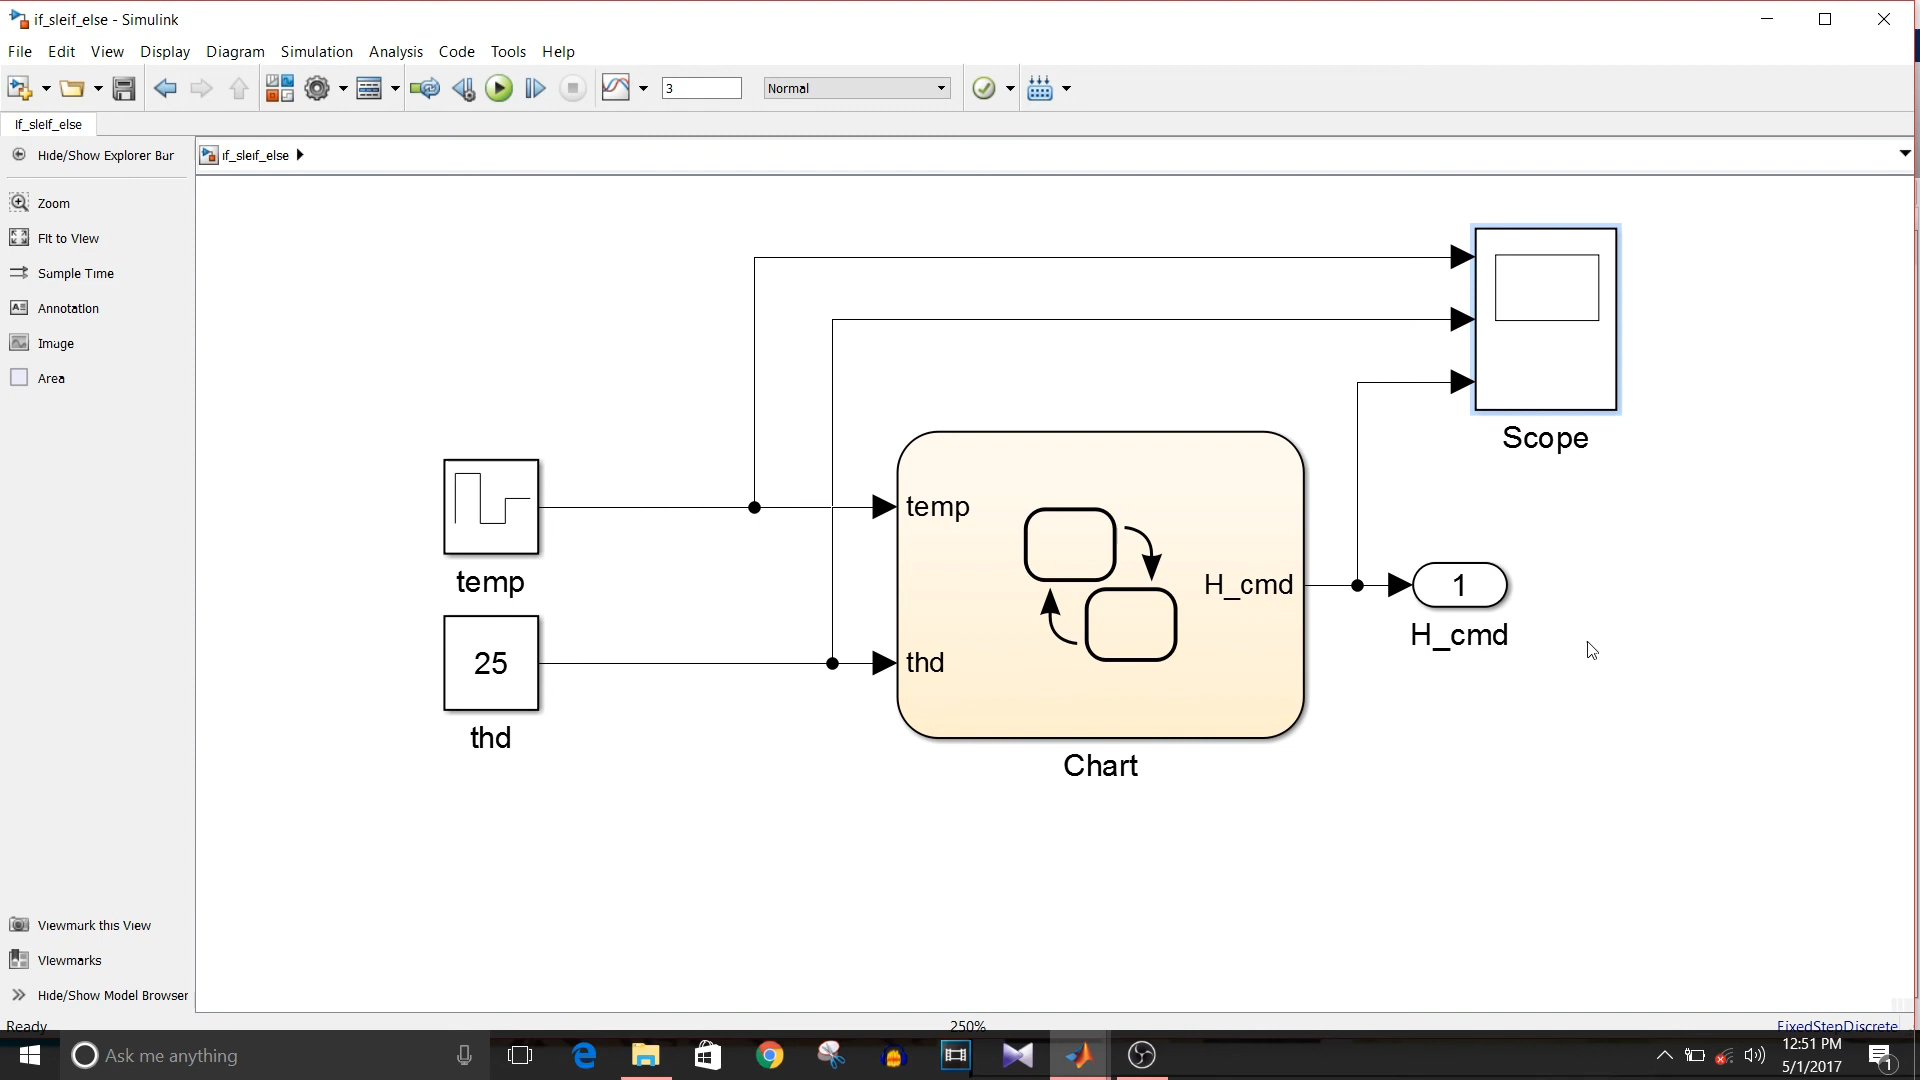 if_sleif_else - Simulink
File Edit View Display Diagram Simulation Analysis Code Tools Help
3 Normal
if_sleif_else
Hide/Show Explorer Bar
if_sleif_else
Zoom
Fit to View
Sample Time
Annotation
Image
Area
Scope
temp
temp
H_cmd
1
H_cmd
25
thd
thd
Chart
Viewmark this View
Viewmarks
Hide/Show Model Browser
Ready 250% FixedStepDiscrete
Ask me anything
12:51 PM
5/1/2017
1